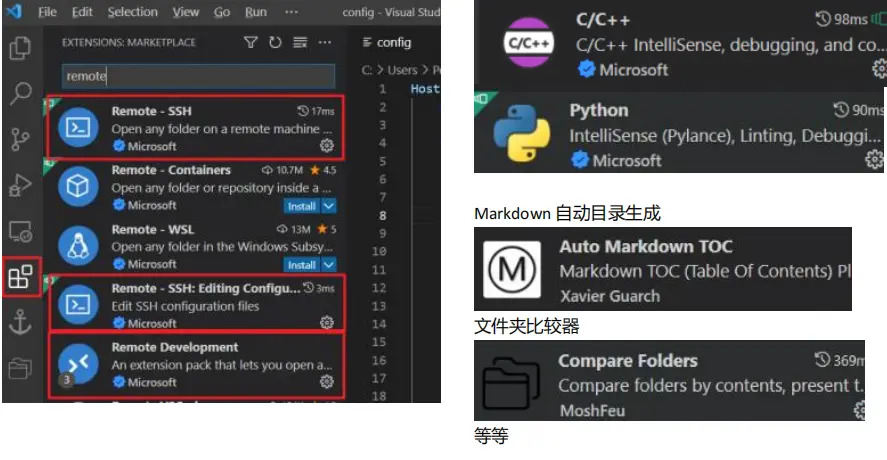 File Edit Selection View Go Run ··· config - Visual Stud
EXTENSIONS: MARKETPLACE
remote
Remote - SSH 17ms
Open any folder on a remote machine ...
Microsoft
Remote - Containers 10.7M 4.5
Open any folder or repository inside a ...
Microsoft Install
Remote - WSL 13M 5
Open any folder in the Windows Subsy...
Microsoft Install
Remote - SSH: Editing Configu... 3ms
Edit SSH configuration files
Microsoft
Remote Development
An extension pack that lets you open a...
3
Microsoft
config
C: > Users > P
1 Host
2
3
4
5
6
7
8
9
10
11
12
13
14
15
16
17
18
C/C++
C/C++ 98ms
C/C++ IntelliSense, debugging, and co...
Microsoft
Python 90ms
IntelliSense (Pylance), Linting, Debuggi...
Microsoft
Markdown 自动目录生成
M
Auto Markdown TOC
Markdown TOC (Table Of Contents) Pl
Xavier Guarch
文件夹比较器
Compare Folders 369m
Compare folders by contents, present t...
MoshFeu
等等